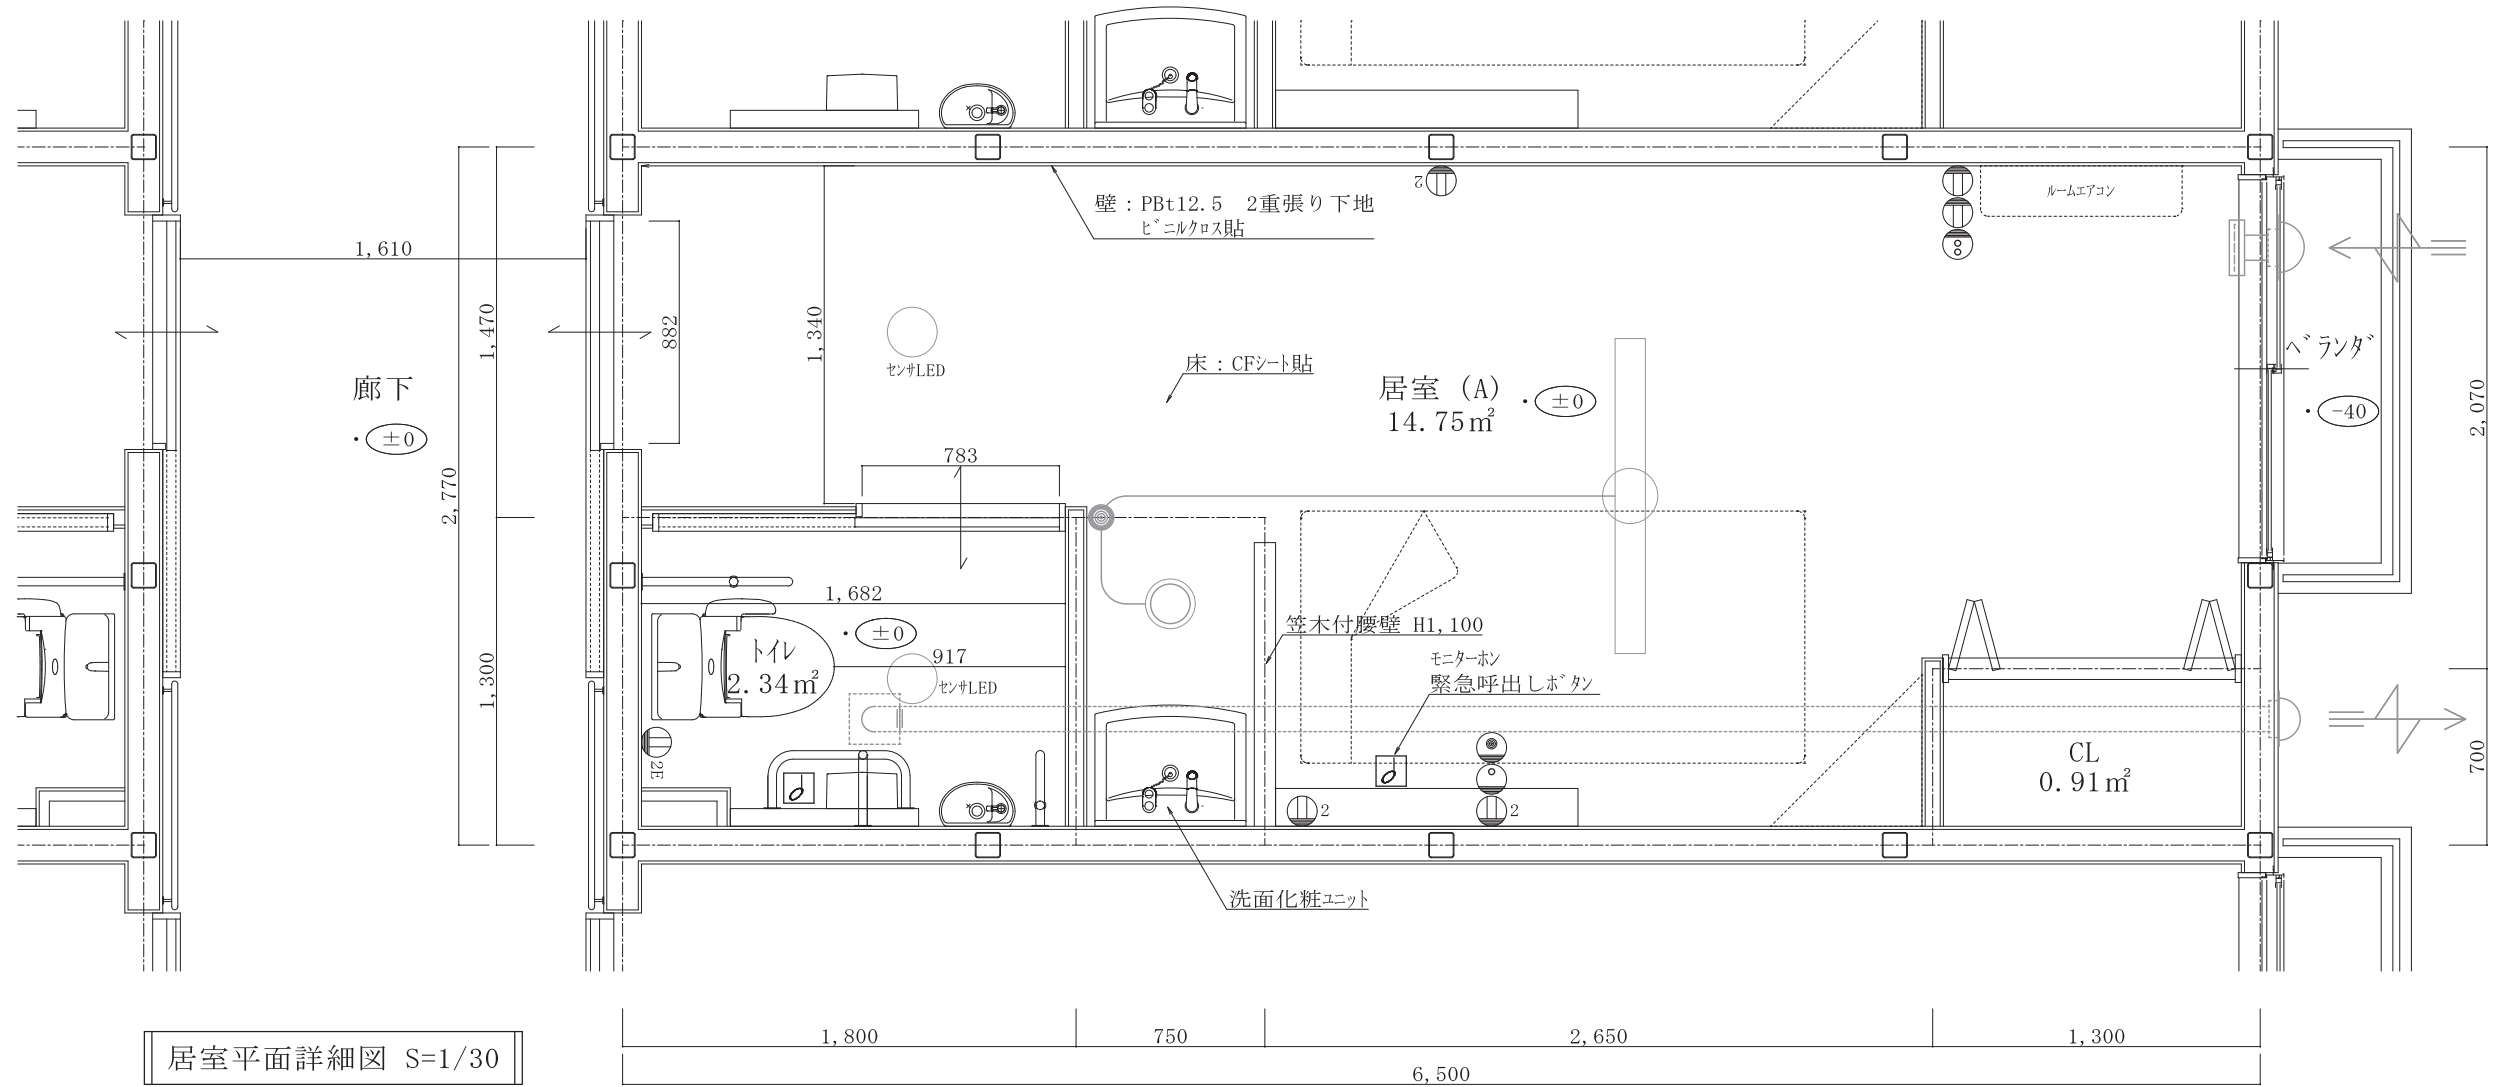 2
壁：PBt12.5　2重張り下地
ﾋﾞﾆﾙｸﾛｽ貼
ﾙｰﾑｴｱｺﾝ
1,610
1,470
882
1,340
センサLED
床：CFシート貼
居室 (A)
14.75㎡
±0
ベランダ
-40
廊下
±0
2,070
783
2,770
1,682
トイレ
2.34㎡
±0
917
センサLED
笠木付腰壁 H1,100
モニターホン
緊急呼出しボタン
1,300
2E
CL
0.91㎡
700
2
2
洗面化粧ﾕﾆｯﾄ
1,800
750
2,650
1,300
6,500
居室平面詳細図 S=1/30